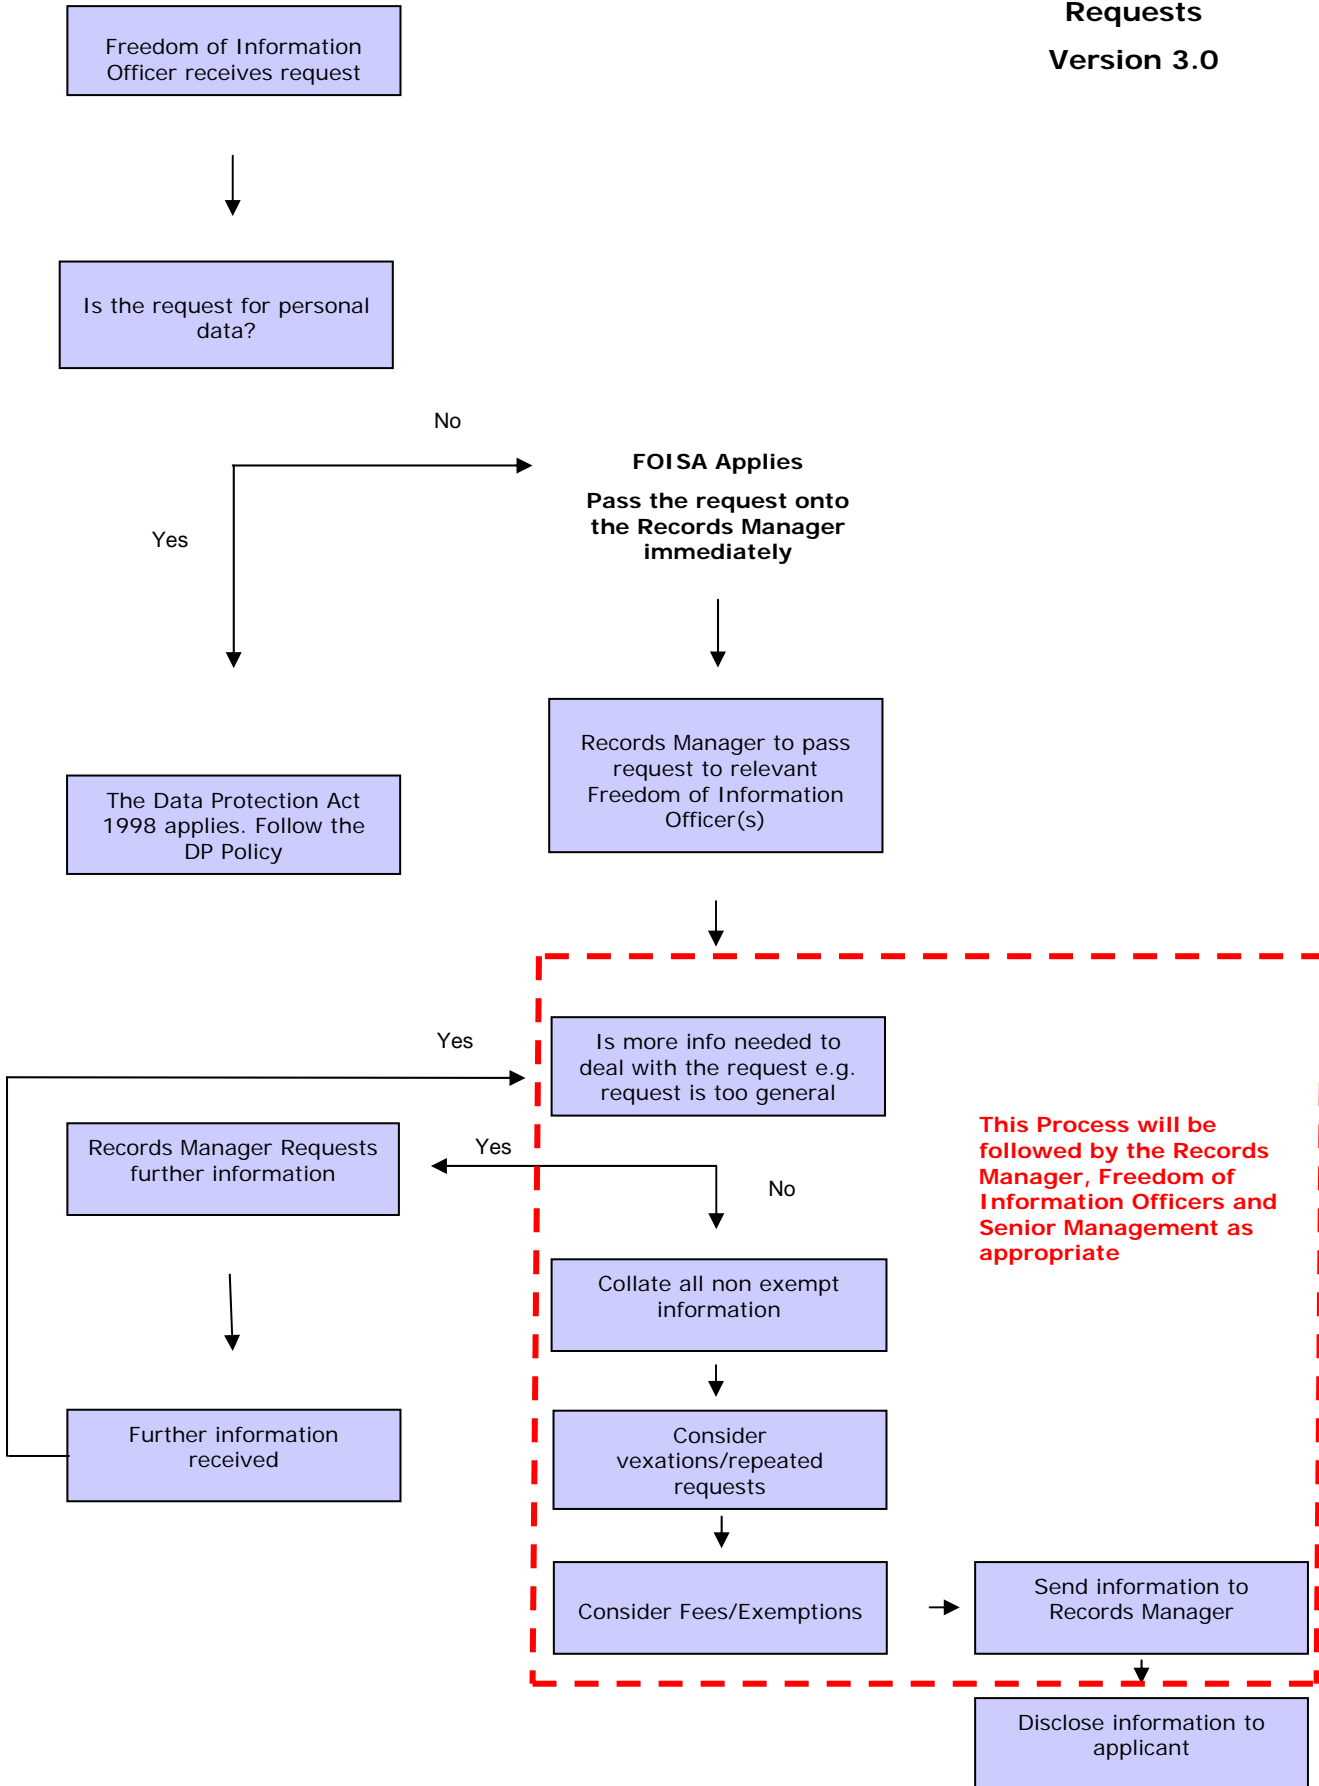 Requests
Version 3.0
Freedom of Information
Officer receives request
Is the request for personal
data?
No
FOISA Applies
Pass the request onto
the Records Manager
immediately
Yes
Records Manager to pass
request to relevant
Freedom of Information
Officer(s)
The Data Protection Act
1998 applies. Follow the
DP Policy
Yes
Is more info needed to
deal with the request e.g.
request is too general
This Process will be
followed by the Records
Manager, Freedom of
Information Officers and
Senior Management as
appropriate
Records Manager Requests
further information
Yes
No
Collate all non exempt
information
Further information
received
Consider
vexations/repeated
requests
Consider Fees/Exemptions
Send information to
Records Manager
Disclose information to
applicant